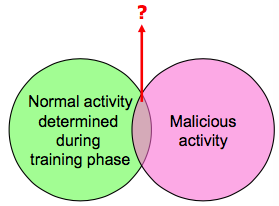 ?
Normal activity
determined
during
training phase
Malicious
activity